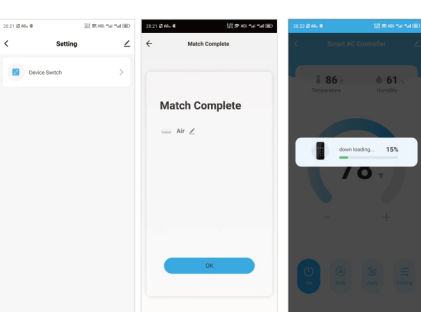 Setting
Device Switch
Match Complete
Match Complete
Air
OK
Smart AC Controller
86
61
Temperature
Humidity
down loading...
15%